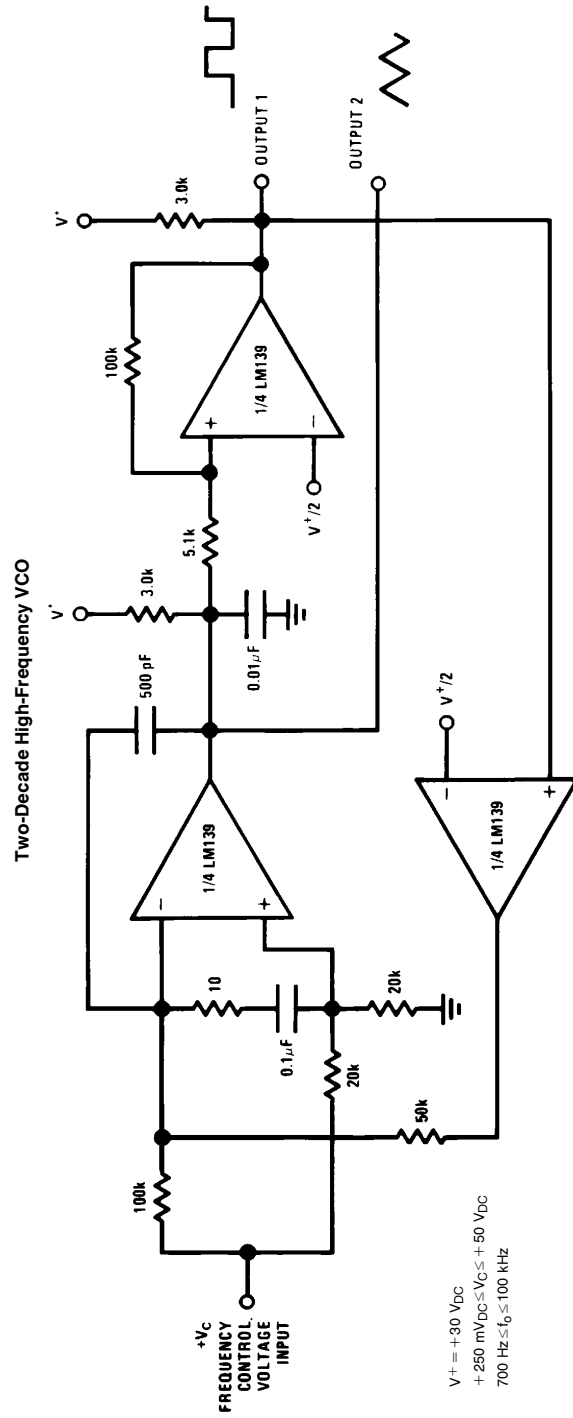 Two-Decade High-Frequency VCO
V+
3.0k
100k
OUTPUT 1
+
1/4 LM139
−
V+/2
5.1k
V+
3.0k
500 pF
0.01μF
OUTPUT 2
−
1/4 LM139
+
10
0.1μF
20k
20k
100k
50k
V+/2
−
1/4 LM139
+
+VC
FREQUENCY
CONTROL
VOLTAGE
INPUT
V+ = +30 VDC
+250 mVDC ≤ VC ≤ +50 VDC
700 Hz ≤ fo ≤ 100 kHz